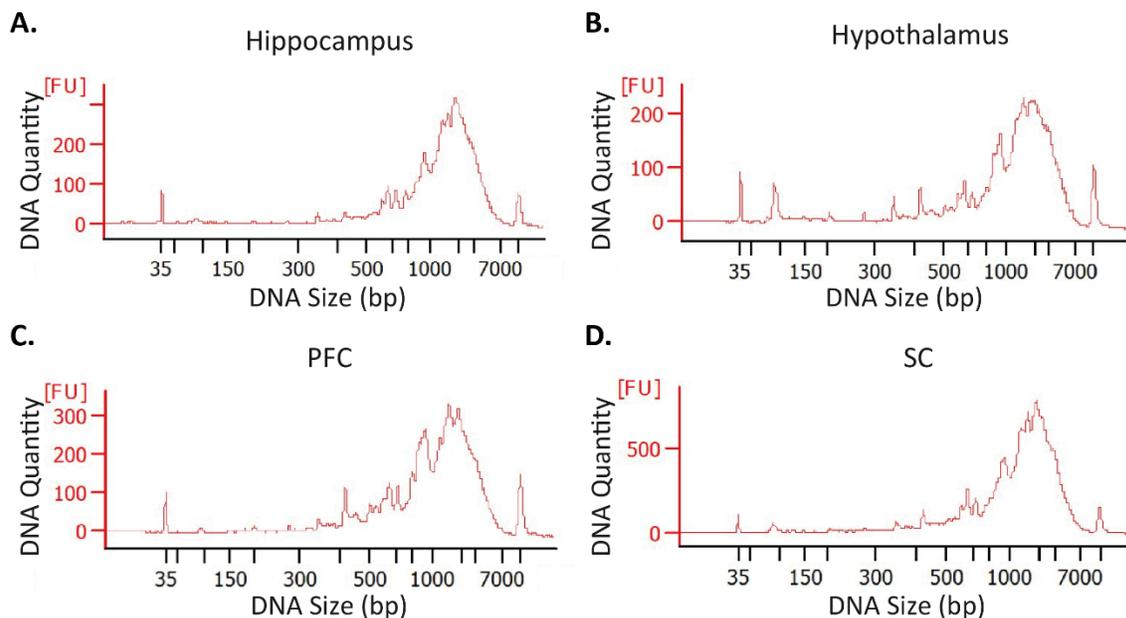 A.
Hippocampus
[FU]
DNA Quantity
200
100
0
35 150 300 500 1000 7000
DNA Size (bp)
B.
Hypothalamus
[FU]
DNA Quantity
200
100
0
35 150 300 500 1000 7000
DNA Size (bp)
C.
PFC
[FU]
DNA Quantity
300
200
100
0
35 150 300 500 1000 7000
DNA Size (bp)
D.
SC
[FU]
DNA Quantity
500
0
35 150 300 500 1000 7000
DNA Size (bp)